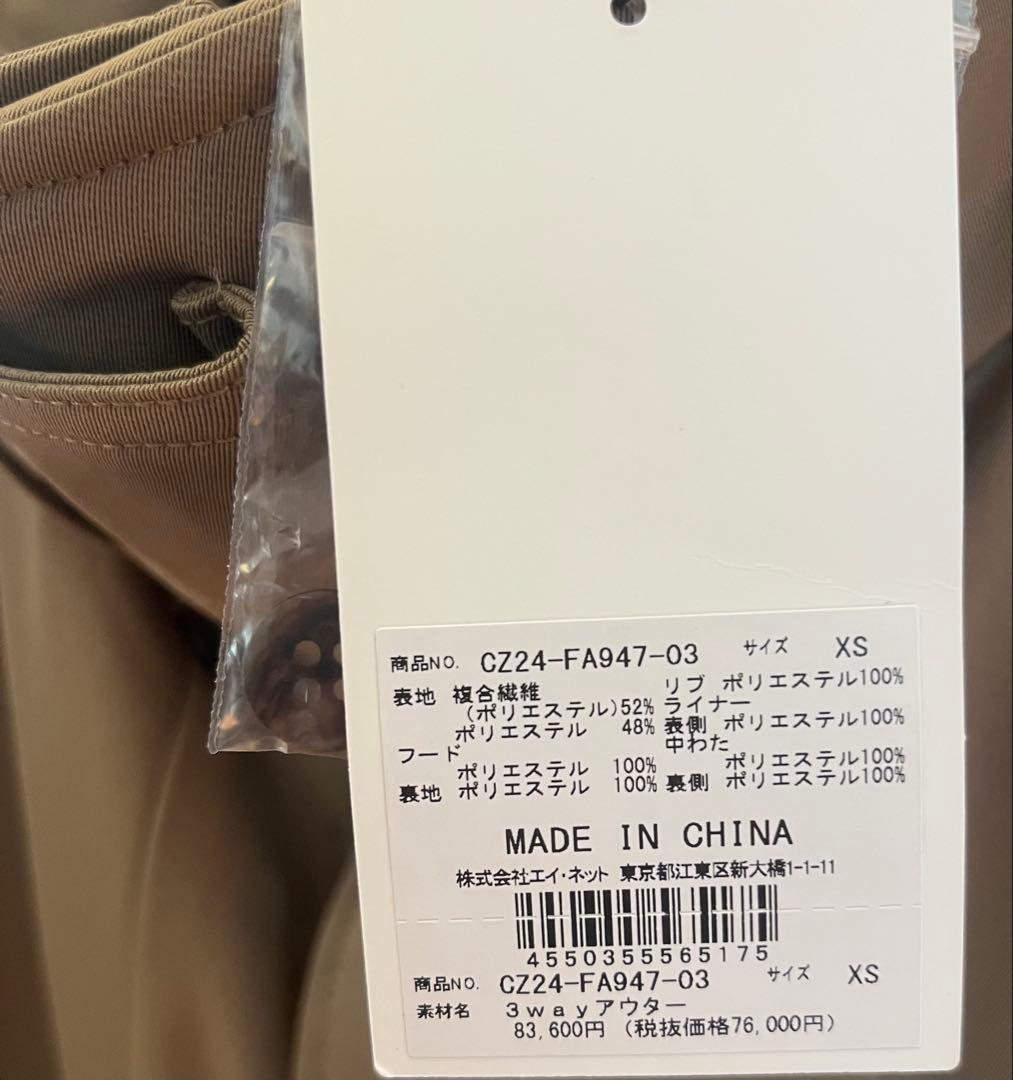 商品NO. CZ24-FA947-03 サイズ XS
表地 複合繊維
(ポリエステル)52%
ポリエステル 48%
フード
ポリエステル 100%
裏地 ポリエステル 100%
リブ ポリエステル100%
ライナー
表側 ポリエステル100%
中わた
ポリエステル100%
裏側 ポリエステル100%
MADE IN CHINA
株式会社エイ・ネット 東京都江東区新大橋1-1-11
4550355565175
商品NO. CZ24-FA947-03 サイズ XS
素材名 3wayアウター
83,600円 (税抜価格76,000円)